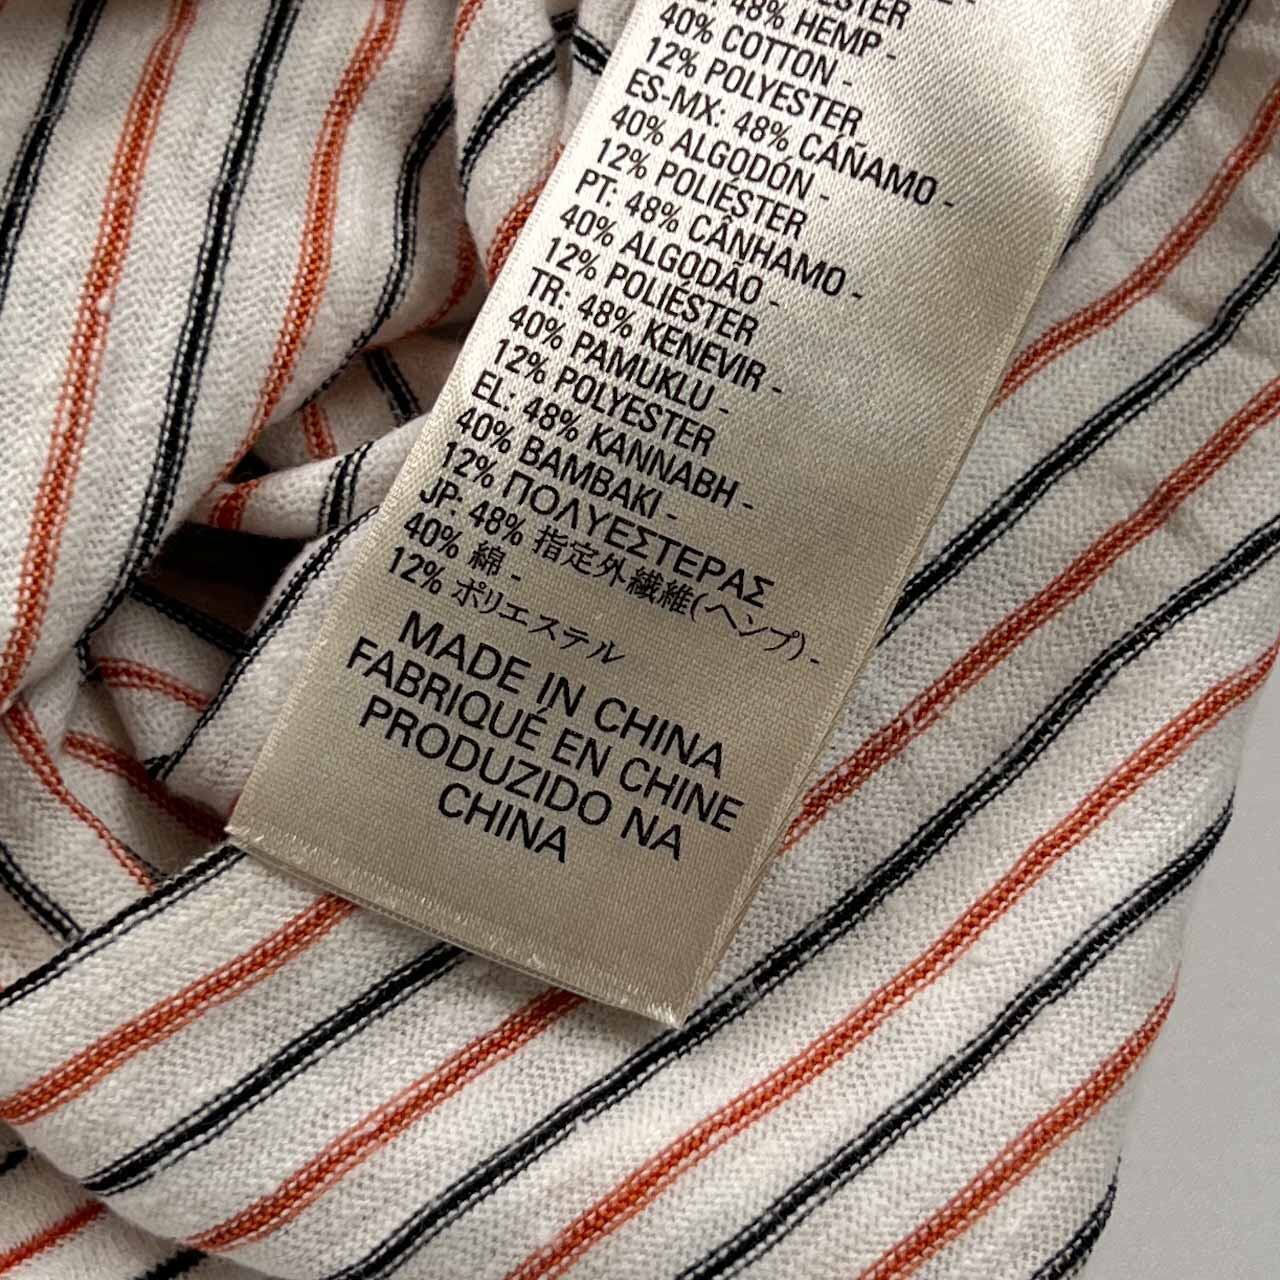 48% HEMP -
40% COTTON -
12% POLYESTER
ES-MX: 48% CAÑAMO -
40% ALGODÓN -
12% POLIÉSTER
PT: 48% CÂNHAMO -
40% ALGODÃO -
12% POLIÉSTER
TR: 48% KENEVIR -
40% PAMUKLU -
12% POLYESTER
EL: 48% KANNABH -
40% BAMBAKI -
12% ΠΟΛΥΕΣΤΕΡΑΣ
JP: 48% 指定外繊維(ヘンプ) -
40% 綿 -
12% ポリエステル
MADE IN CHINA
FABRIQUÉ EN CHINE
PRODUZIDO NA
CHINA